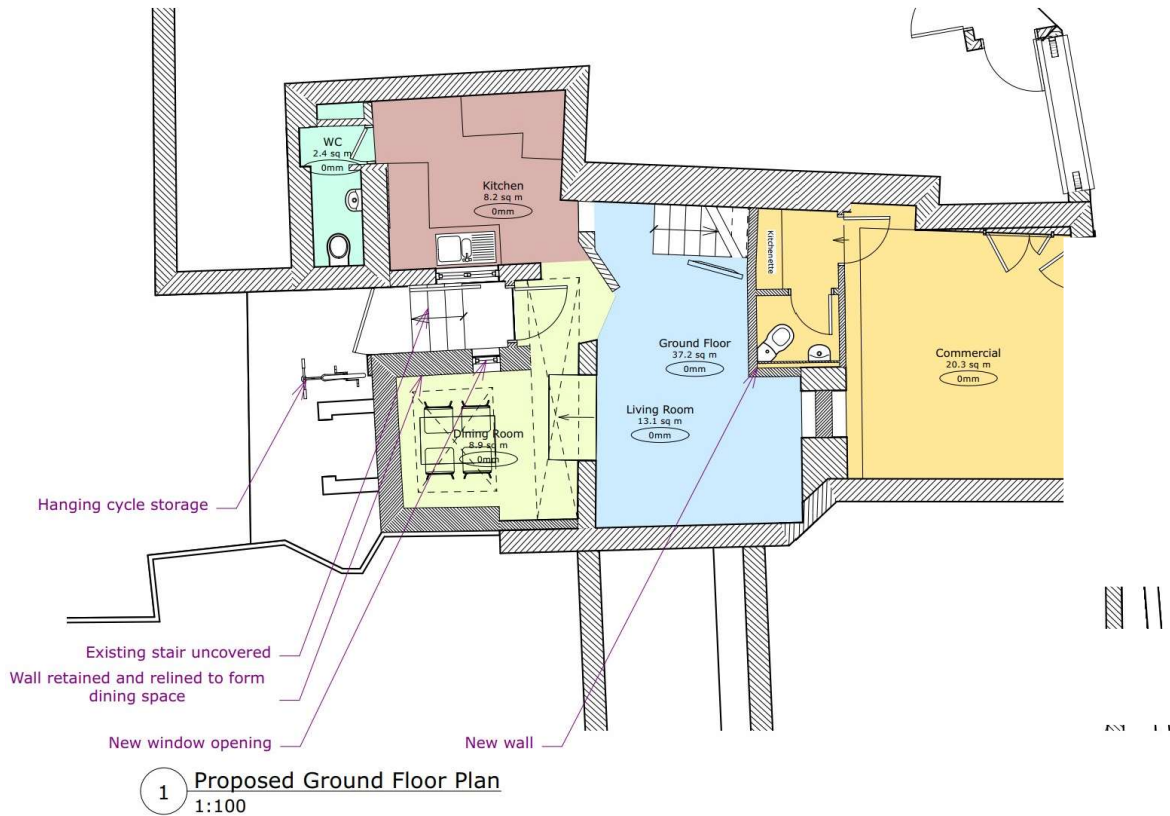 WC
2.4 sq m
0mm
Kitchen
8.2 sq m
0mm
Kitchenette
Ground Floor
37.2 sq m
0mm
Commercial
20.3 sq m
0mm
Living Room
13.1 sq m
0mm
Dining Room
8.9 sq m
0mm
Hanging cycle storage
Existing stair uncovered
Wall retained and relined to form
dining space
New window opening
New wall
1
Proposed Ground Floor Plan
1:100